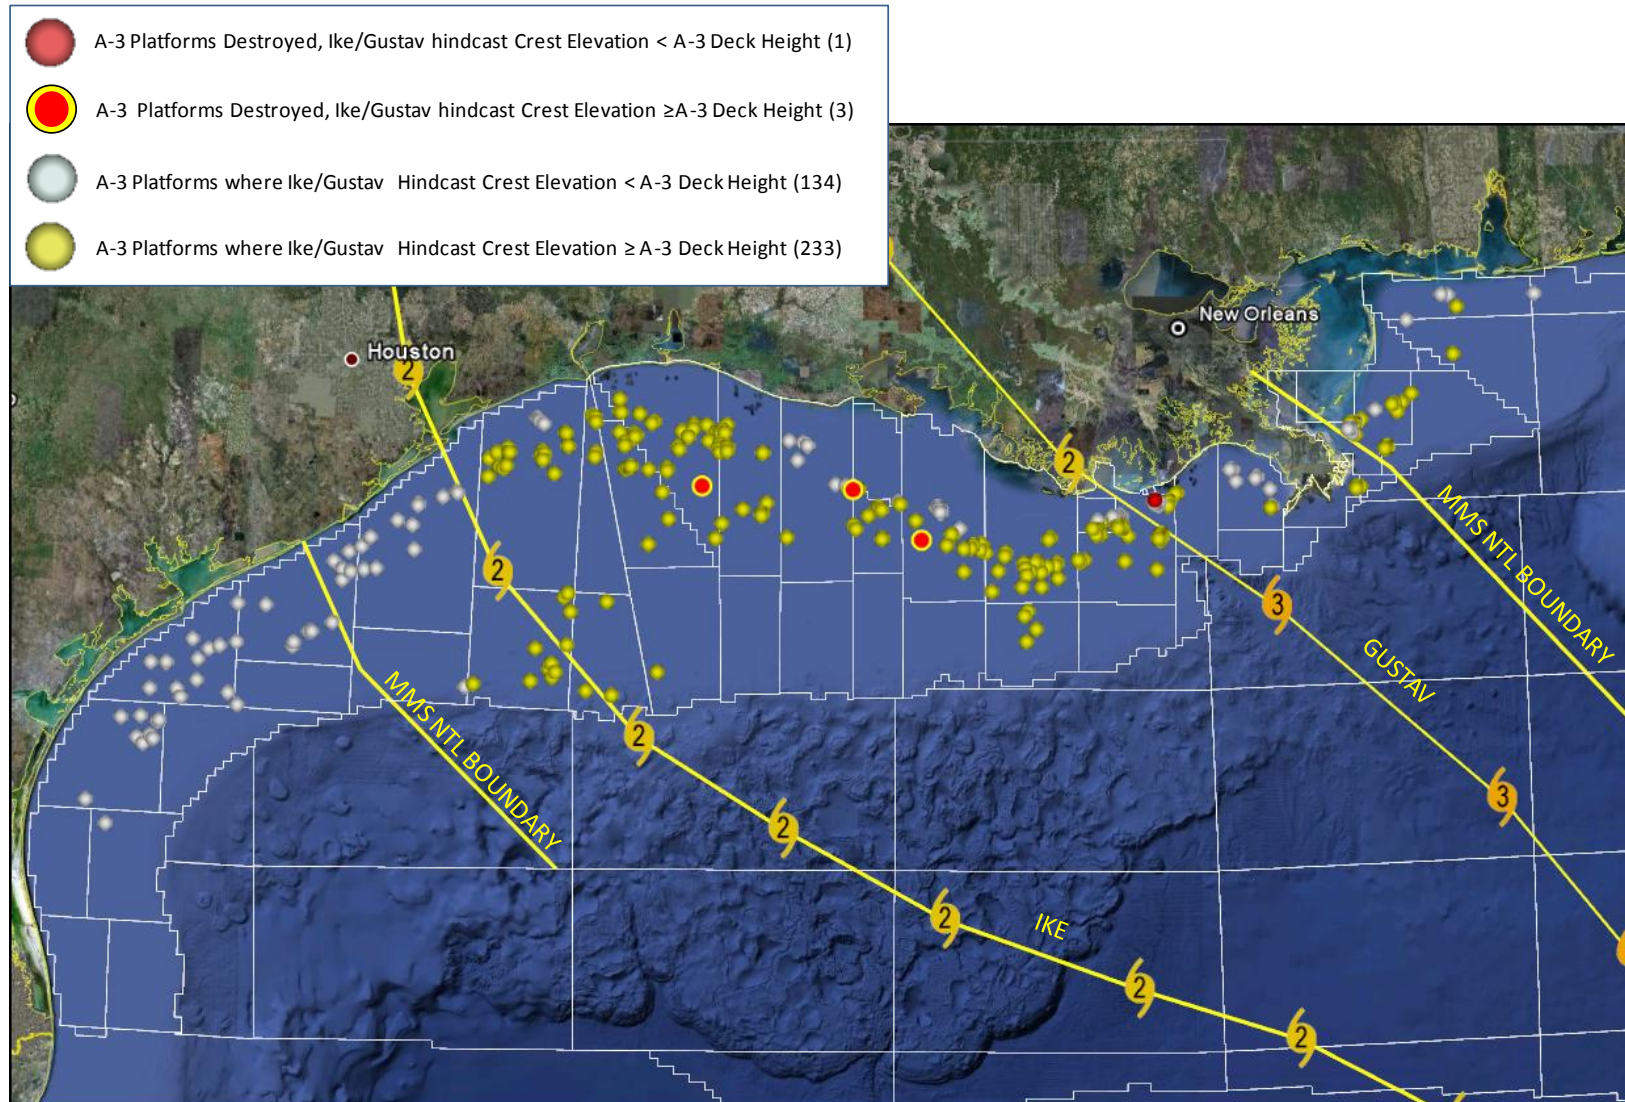 A-3 Platforms Destroyed, Ike/Gustav hindcast Crest Elevation < A-3 Deck Height (1)
A-3 Platforms Destroyed, Ike/Gustav hindcast Crest Elevation ≥A-3 Deck Height (3)
A-3 Platforms where Ike/Gustav Hindcast Crest Elevation < A-3 Deck Height (134)
A-3 Platforms where Ike/Gustav Hindcast Crest Elevation ≥ A-3 Deck Height (233)
New Orleans
Houston
2
2
2
3
3
2
2
2
2
2
2
MMS NTL BOUNDARY
GUSTAV
MMS NTL BOUNDARY
IKE